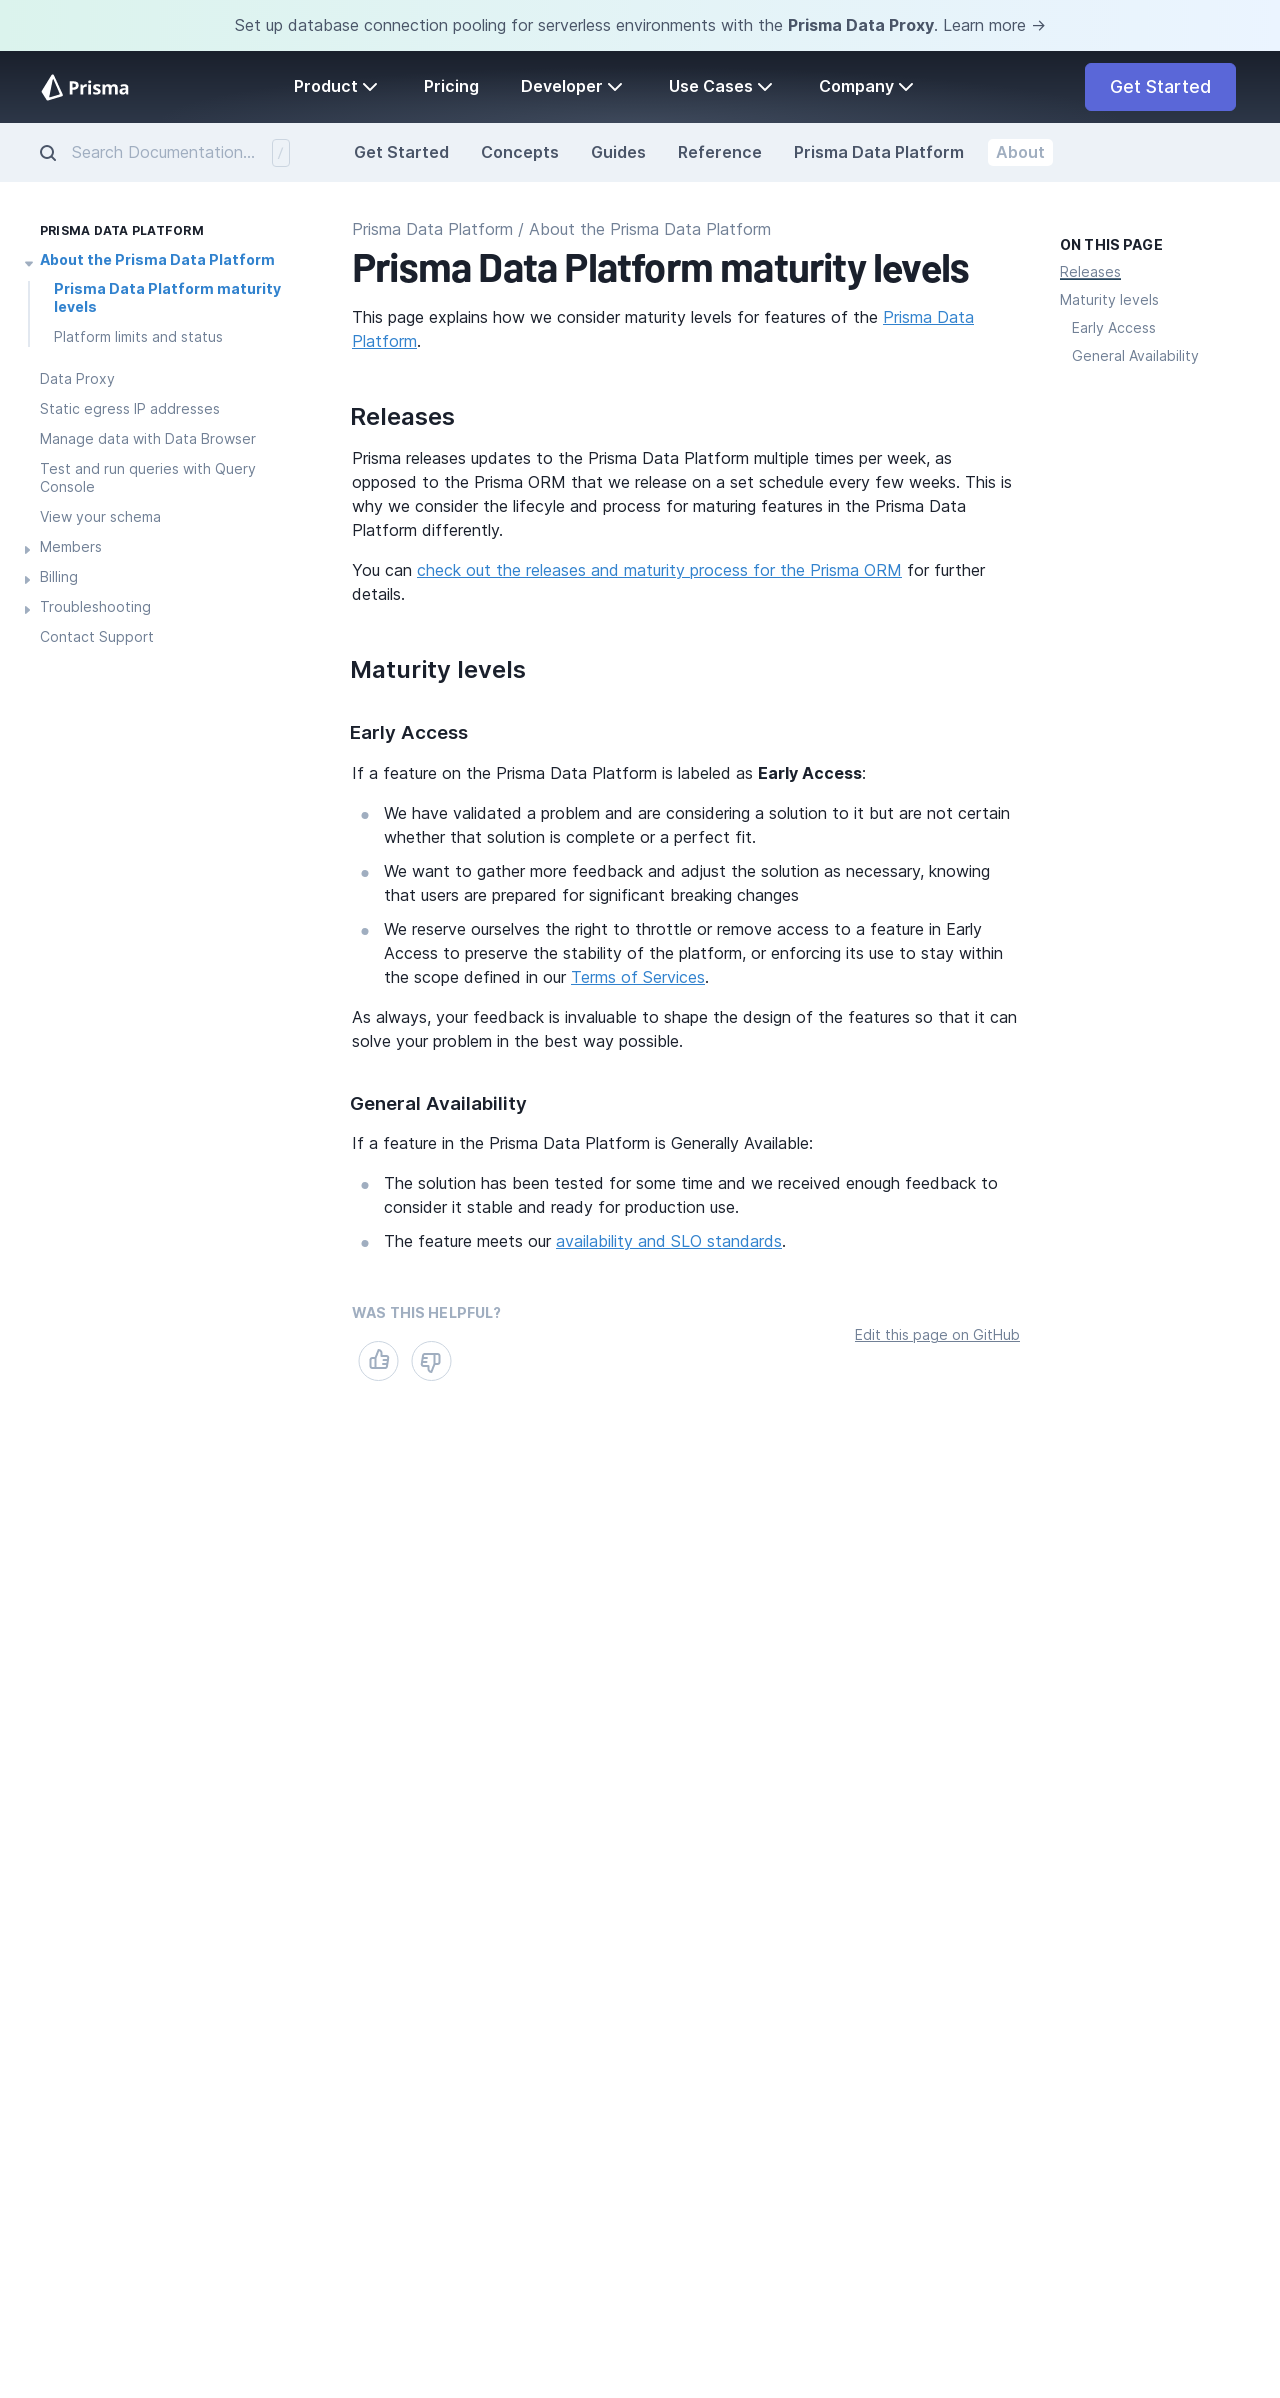 Set up database connection pooling for serverless environments with the Prisma Data Proxy. Learn more →
Prisma
Product
Pricing
Developer
Use Cases
Company
Get Started
Search Documentation...
/
Get Started
Concepts
Guides
Reference
Prisma Data Platform
About
PRISMA DATA PLATFORM
About the Prisma Data Platform
Prisma Data Platform maturity
levels
Platform limits and status
Data Proxy
Static egress IP addresses
Manage data with Data Browser
Test and run queries with Query
Console
View your schema
Members
Billing
Troubleshooting
Contact Support
Prisma Data Platform / About the Prisma Data Platform
Prisma Data Platform maturity levels
This page explains how we consider maturity levels for features of the Prisma Data
Platform.
Releases
Prisma releases updates to the Prisma Data Platform multiple times per week, as
opposed to the Prisma ORM that we release on a set schedule every few weeks. This is
why we consider the lifecyle and process for maturing features in the Prisma Data
Platform differently.
You can check out the releases and maturity process for the Prisma ORM for further
details.
Maturity levels
Early Access
If a feature on the Prisma Data Platform is labeled as Early Access:
We have validated a problem and are considering a solution to it but are not certain
whether that solution is complete or a perfect fit.
We want to gather more feedback and adjust the solution as necessary, knowing
that users are prepared for significant breaking changes
We reserve ourselves the right to throttle or remove access to a feature in Early
Access to preserve the stability of the platform, or enforcing its use to stay within
the scope defined in our Terms of Services.
As always, your feedback is invaluable to shape the design of the features so that it can
solve your problem in the best way possible.
General Availability
If a feature in the Prisma Data Platform is Generally Available:
The solution has been tested for some time and we received enough feedback to
consider it stable and ready for production use.
The feature meets our availability and SLO standards.
WAS THIS HELPFUL?
Edit this page on GitHub
ON THIS PAGE
Releases
Maturity levels
Early Access
General Availability